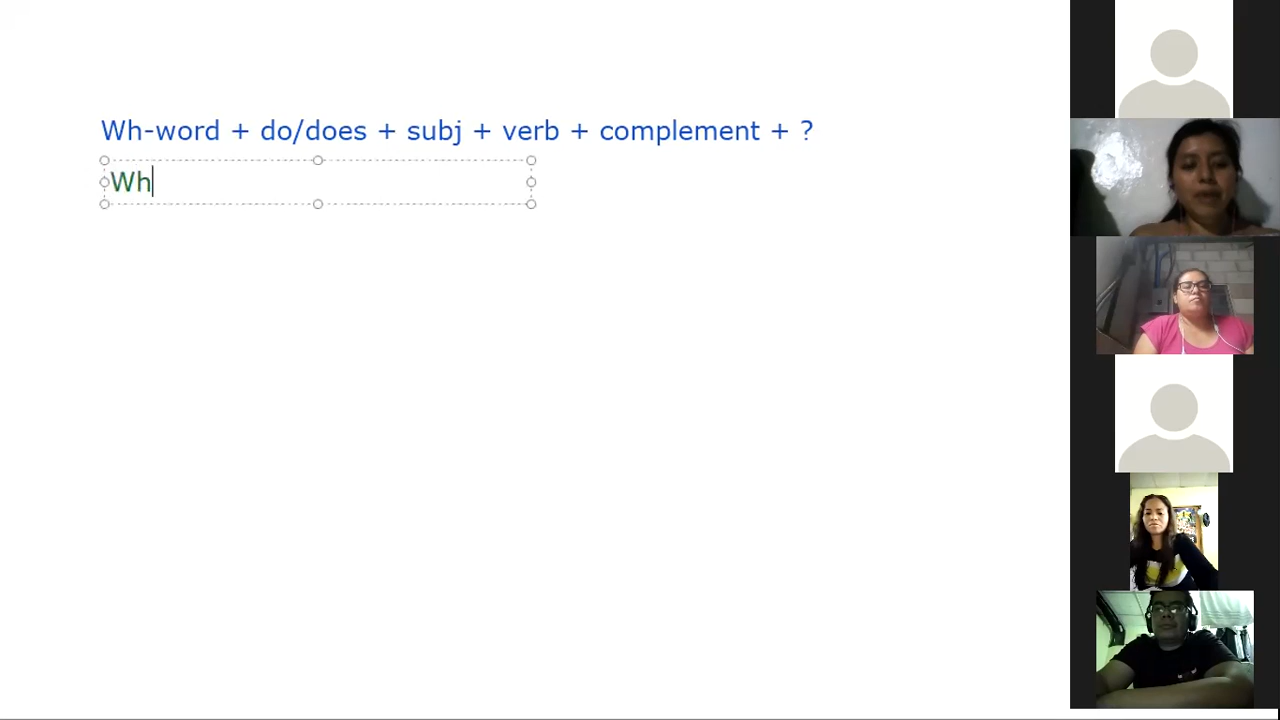 Wh-word + do/does + subj + verb + complement + ?
Wh